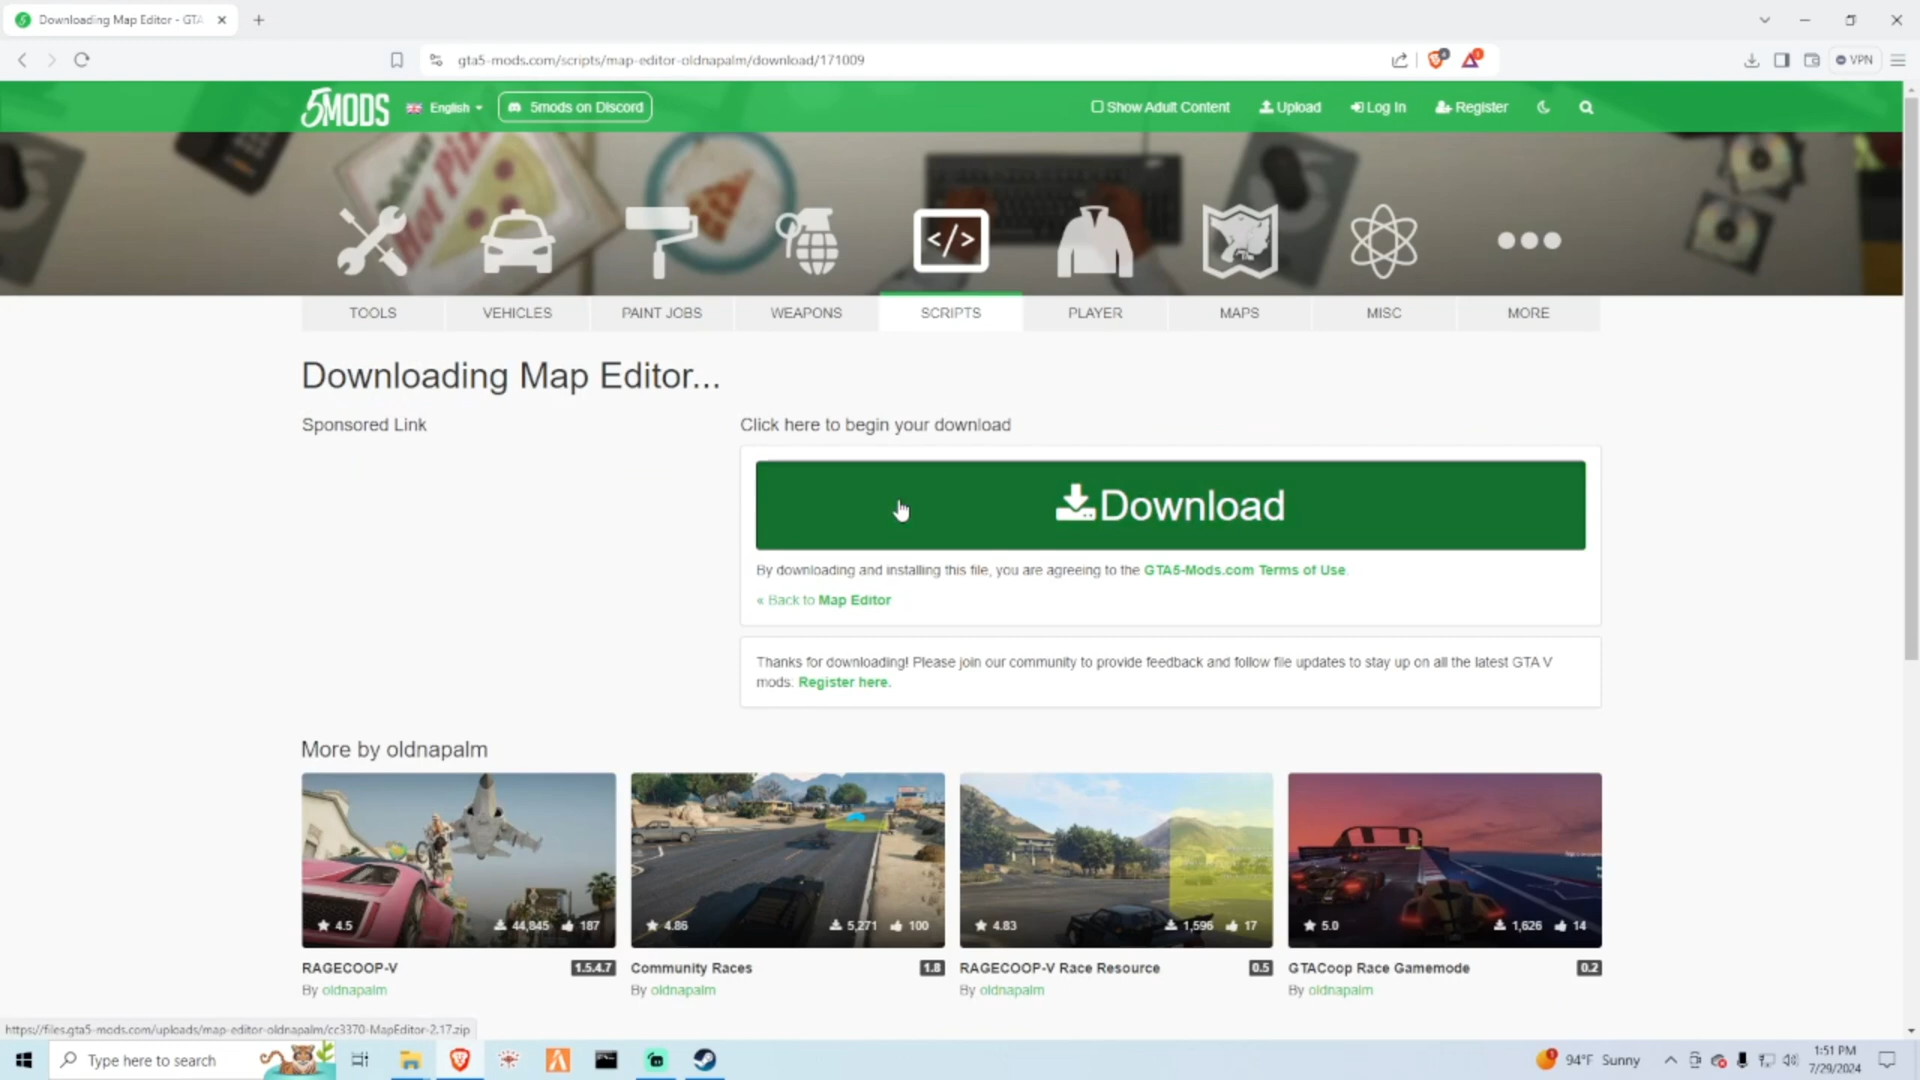 Downloading Map Editor - GTA
gta5-mods.com/scripts/map-editor-oldnapalm/download/171009
VPN
5MODS
English
5mods on Discord
Show Adult Content
Upload
Log In
Register
TOOLS
VEHICLES
PAINT JOBS
WEAPONS
SCRIPTS
PLAYER
MAPS
MISC
MORE
Downloading Map Editor...
Sponsored Link
Click here to begin your download
Download
By downloading and installing this file, you are agreeing to the GTA5-Mods.com Terms of Use.
« Back to Map Editor
Thanks for downloading! Please join our community to provide feedback and follow file updates to stay up on all the latest GTA V
mods: Register here.
More by oldnapalm
4.5 44,845 187
4.86 5,271 100
4.83 1,596 17
5.0 1,626 14
RAGECOOP-V 1.5.4.7
Community Races 1.8
RAGECOOP-V Race Resource 0.5
GTACoop Race Gamemode 0.2
By oldnapalm
By oldnapalm
By oldnapalm
By oldnapalm
https://files.gta5-mods.com/uploads/map-editor-oldnapalm/cc3370-MapEditor-2.17.zip
Type here to search
94°F Sunny
1:51 PM
7/29/2024